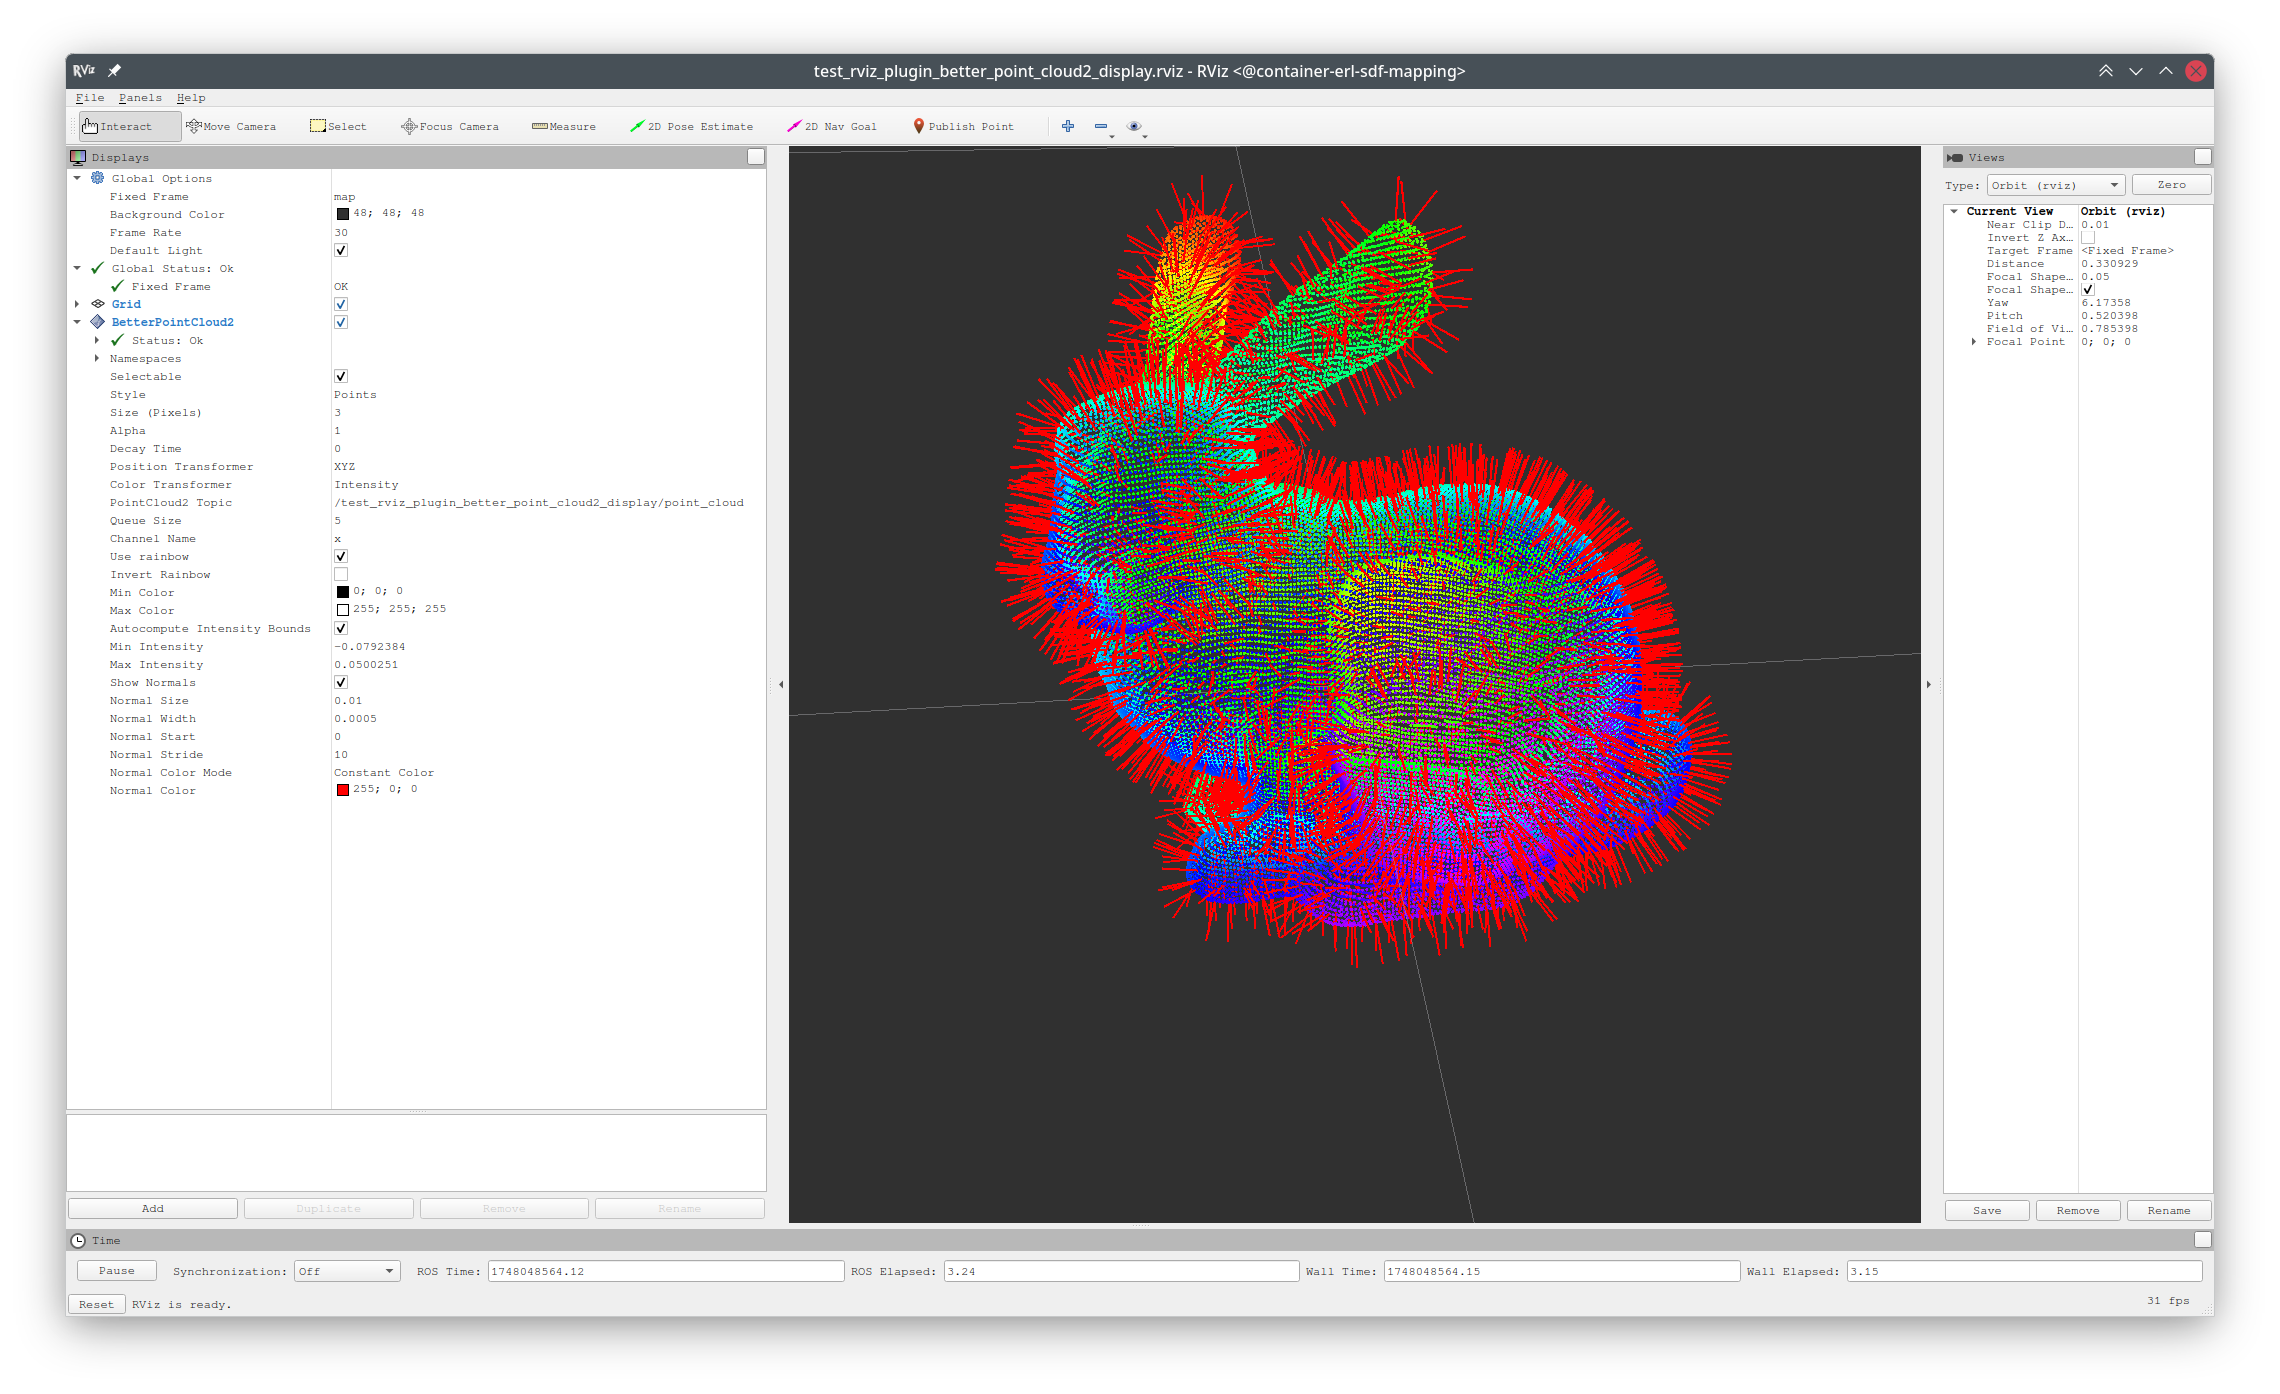 RViz
test_rviz_plugin_better_point_cloud2_display.rviz - RViz <@container-erl-sdf-mapping>
File Panels Help
Interact Move Camera Select Focus Camera Measure 2D Pose Estimate 2D Nav Goal Publish Point
Displays
Global Options
Fixed Frame map
Background Color 48; 48; 48
Frame Rate 30
Default Light
Global Status: Ok
Fixed Frame OK
Grid
BetterPointCloud2
Status: Ok
Namespaces
Selectable
Style Points
Size (Pixels) 3
Alpha 1
Decay Time 0
Position Transformer XYZ
Color Transformer Intensity
PointCloud2 Topic /test_rviz_plugin_better_point_cloud2_display/point_cloud
Queue Size 5
Channel Name x
Use rainbow
Invert Rainbow
Min Color 0; 0; 0
Max Color 255; 255; 255
Autocompute Intensity Bounds
Min Intensity -0.0792384
Max Intensity 0.0500251
Show Normals
Normal Size 0.01
Normal Width 0.0005
Normal Start 0
Normal Stride 10
Normal Color Mode Constant Color
Normal Color 255; 0; 0
Add Duplicate Remove Rename
Views
Type: Orbit (rviz) Zero
Current View Orbit (rviz)
Near Clip D... 0.01
Invert Z Ax...
Target Frame <Fixed Frame>
Distance 0.330929
Focal Shape... 0.05
Focal Shape...
Yaw 6.17358
Pitch 0.520398
Field of Vi... 0.785398
Focal Point 0; 0; 0
Save Remove Rename
Time
Pause Synchronization: Off ROS Time: 1748048564.12 ROS Elapsed: 3.24 Wall Time: 1748048564.15 Wall Elapsed: 3.15
Reset RViz is ready. 31 fps